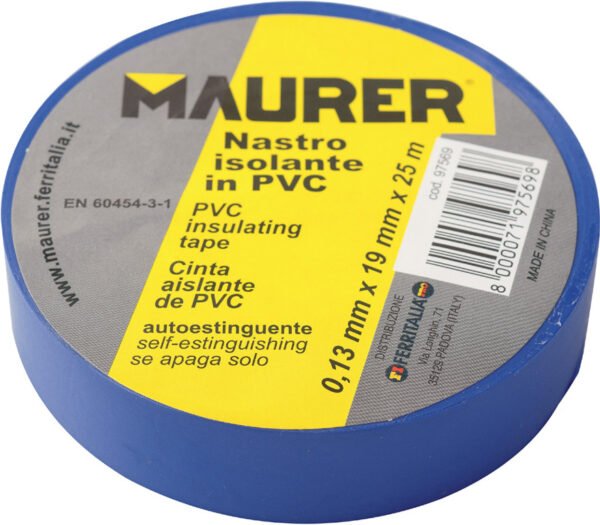 MAURER
Nastro
isolante
in PVC
PVC
insulating
tape
Cinta
aislante
de PVC
autoestinguente
self-estinguishing
se apaga solo
www.maurer.ferritalia.it
EN 60454-3-1
0,13 mm x 19 mm x 25 m
cod. 97569
8 000071 975698
MADE IN CHINA
DISTRIBUZIONE
FERRITALIA
Via Longhin, 71
35129 PADOVA (ITALY)